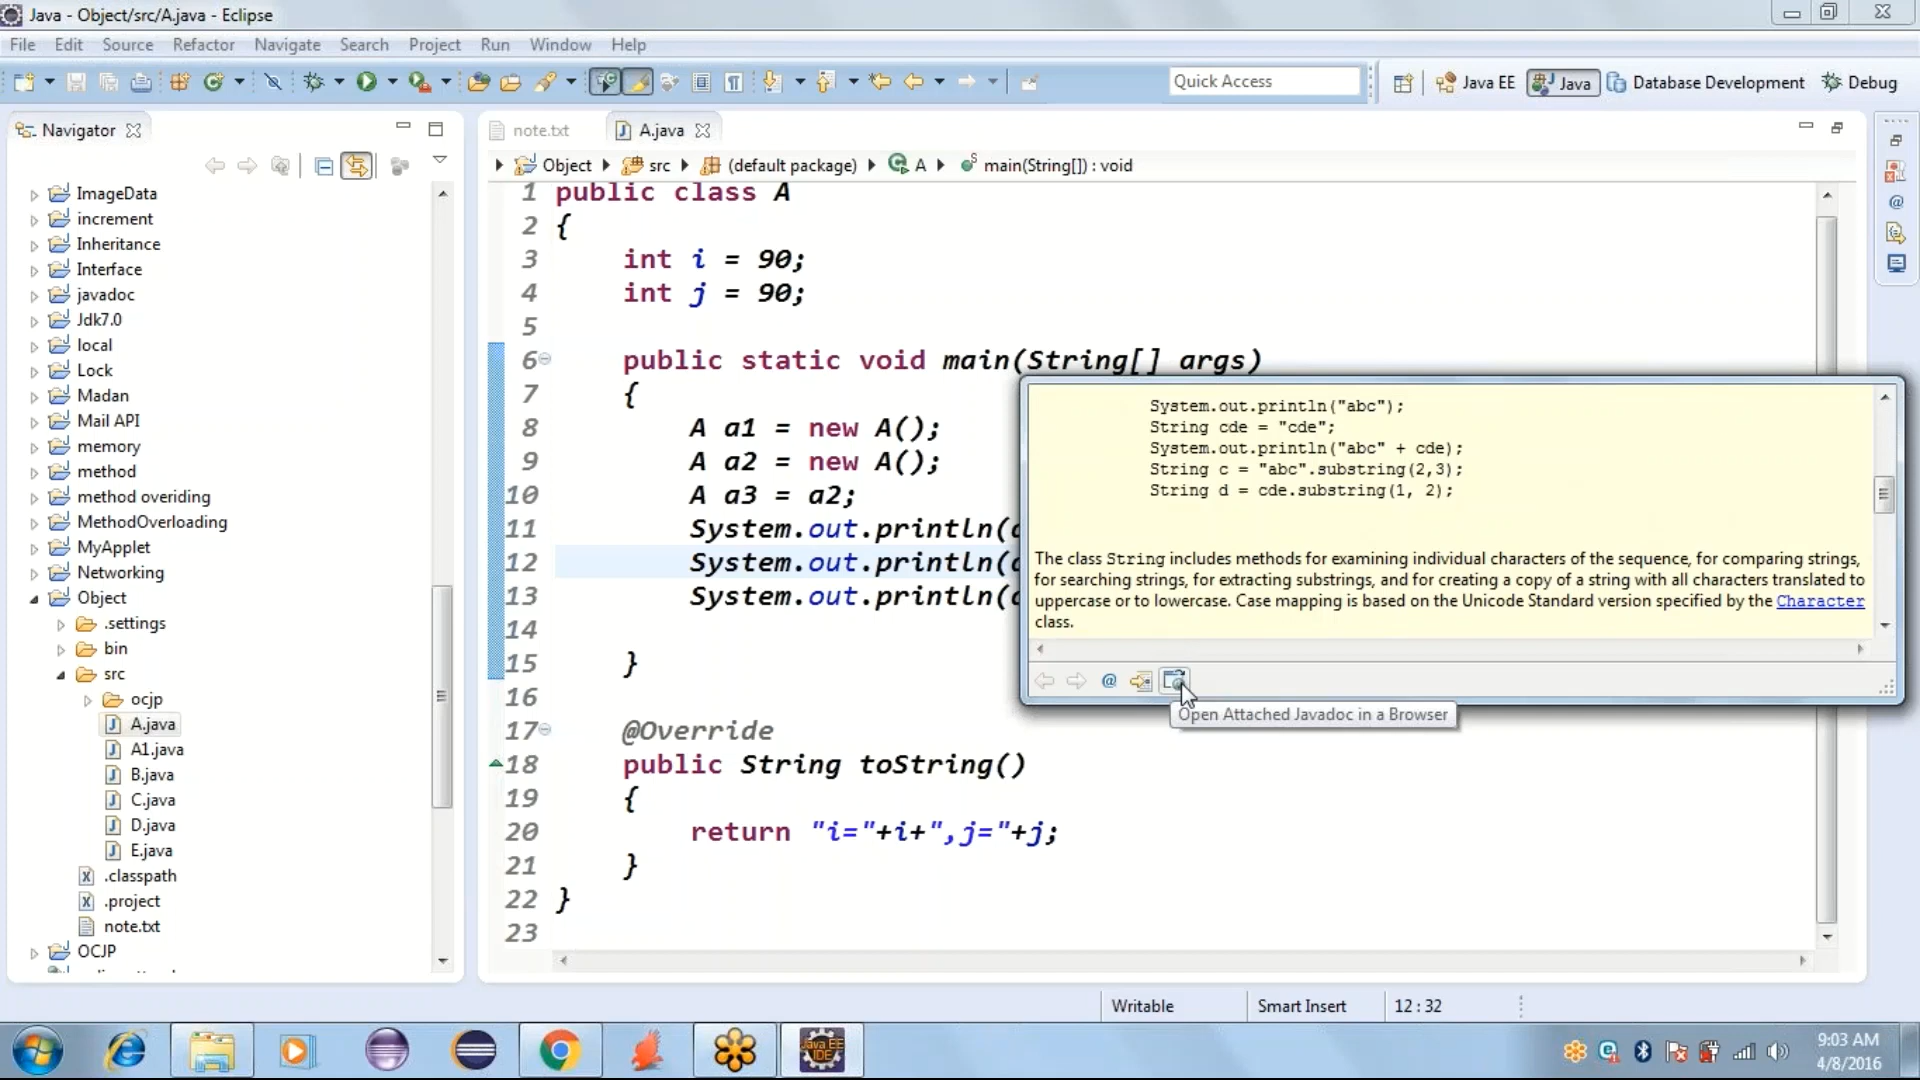 Java - Object/src/A.java - Eclipse
File Edit Source Refactor Navigate Search Project Run Window Help
Quick Access
Java EE Java Database Development Debug
Navigator
note.txt A.java
Object src (default package) A main(String[]) : void
ImageData
increment
Inheritance
Interface
javadoc
Jdk7.0
local
Lock
Madan
Mail API
memory
method
method overiding
MethodOverloading
MyApplet
Networking
Object
.settings
bin
src
ocjp
A.java
A1.java
B.java
C.java
D.java
E.java
.classpath
.project
note.txt
OCJP
1 public class A
2 {
3 int i = 90;
4 int j = 90;
5
6 public static void main(String[] args)
7 {
8 A a1 = new A();
9 A a2 = new A();
10 A a3 = a2;
11 System.out.println(
12 System.out.println(
13 System.out.println(
14
15 }
16
17 @Override
18 public String toString()
19 {
20 return "i="+i+",j="+j;
21 }
22 }
23
System.out.println("abc");
String cde = "cde";
System.out.println("abc" + cde);
String c = "abc".substring(2,3);
String d = cde.substring(1, 2);
The class String includes methods for examining individual characters of the sequence, for comparing strings,
for searching strings, for extracting substrings, and for creating a copy of a string with all characters translated to
uppercase or to lowercase. Case mapping is based on the Unicode Standard version specified by the Character
class.
@
Open Attached Javadoc in a Browser
Writable Smart Insert 12 : 32
Java EE
IDE
9:03 AM
4/8/2016